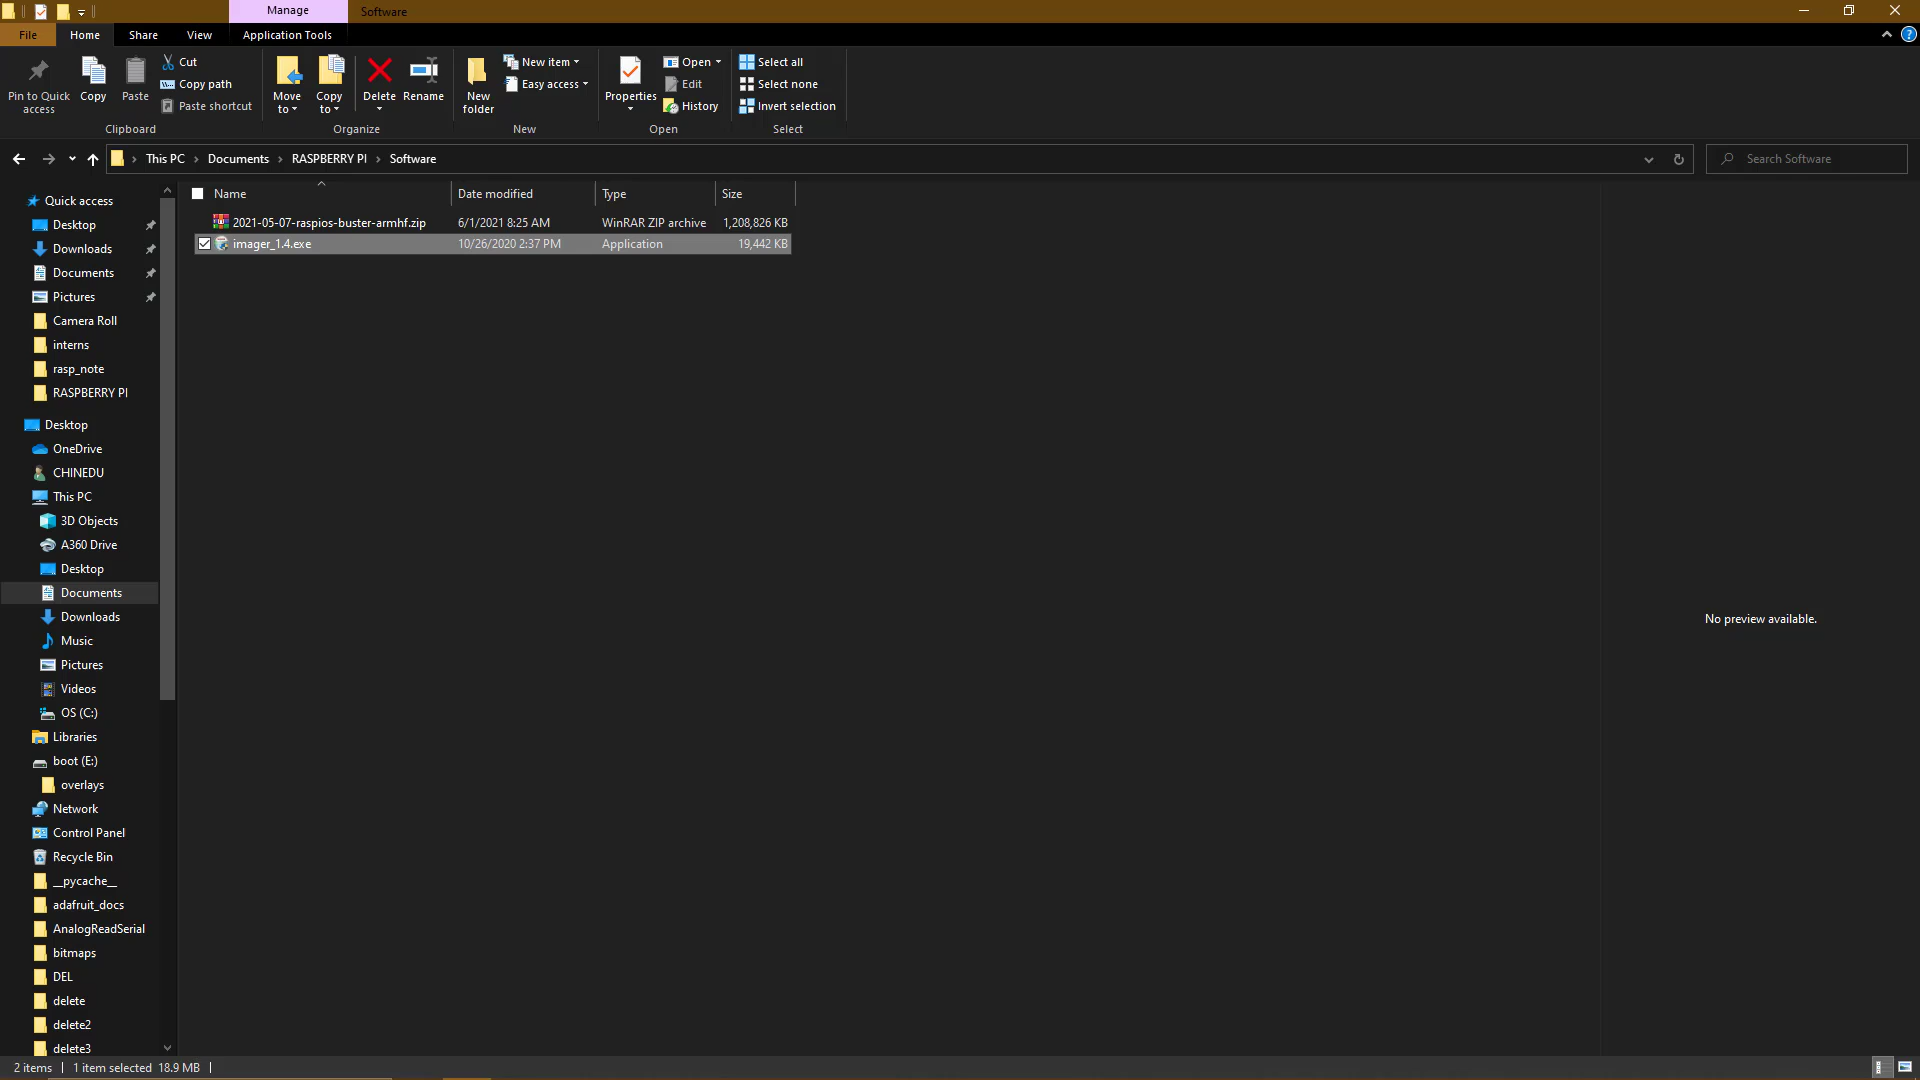 Manage
Software
File
Home
Share
View
Application Tools
Pin to Quick access
Copy
Paste
Cut
Copy path
Paste shortcut
Clipboard
Move to
Copy to
Delete
Rename
Organize
New folder
New item
Easy access
New
Properties
Open
Edit
History
Open
Select all
Select none
Invert selection
Select
This PC
Documents
RASPBERRY PI
Software
Search Software
Name
Date modified
Type
Size
2021-05-07-raspios-buster-armhf.zip
6/1/2021 8:25 AM
WinRAR ZIP archive
1,208,826 KB
imager_1.4.exe
10/26/2020 2:37 PM
Application
19,442 KB
Quick access
Desktop
Downloads
Documents
Pictures
Camera Roll
interns
rasp_note
RASPBERRY PI
Desktop
OneDrive
CHINEDU
This PC
3D Objects
A360 Drive
Desktop
Documents
Downloads
Music
Pictures
Videos
OS (C:)
Libraries
boot (E:)
overlays
Network
Control Panel
Recycle Bin
__pycache__
adafruit_docs
AnalogReadSerial
bitmaps
DEL
delete
delete2
delete3
No preview available.
2 items
1 item selected 18.9 MB